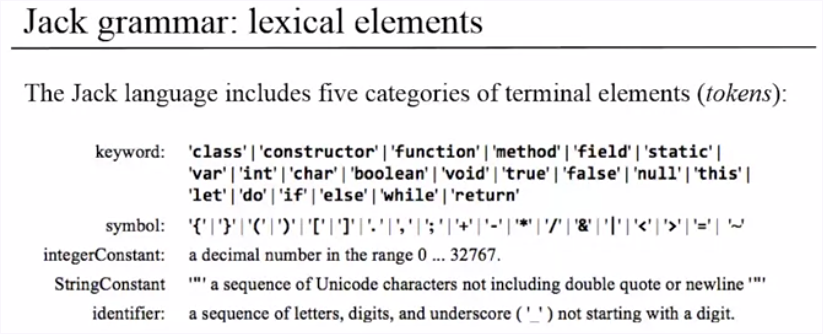 Jack grammar: lexical elements
The Jack language includes five categories of terminal elements (tokens):
keyword: 'class'|'constructor'|'function'|'method'|'field'|'static'|
'var'|'int'|'char'|'boolean'|'void'|'true'|'false'|'null'|'this'|
'let'|'do'|'if'|'else'|'while'|'return'
symbol: '{'|'}'|'('|')'|'['|']'|'.'|','|';'|'+'|'-'|'*'|'/'|'&'|'|'|'<'|'>'|'='|'~'
integerConstant: a decimal number in the range 0 ... 32767.
StringConstant '"' a sequence of Unicode characters not including double quote or newline '"'
identifier: a sequence of letters, digits, and underscore ('_') not starting with a digit.